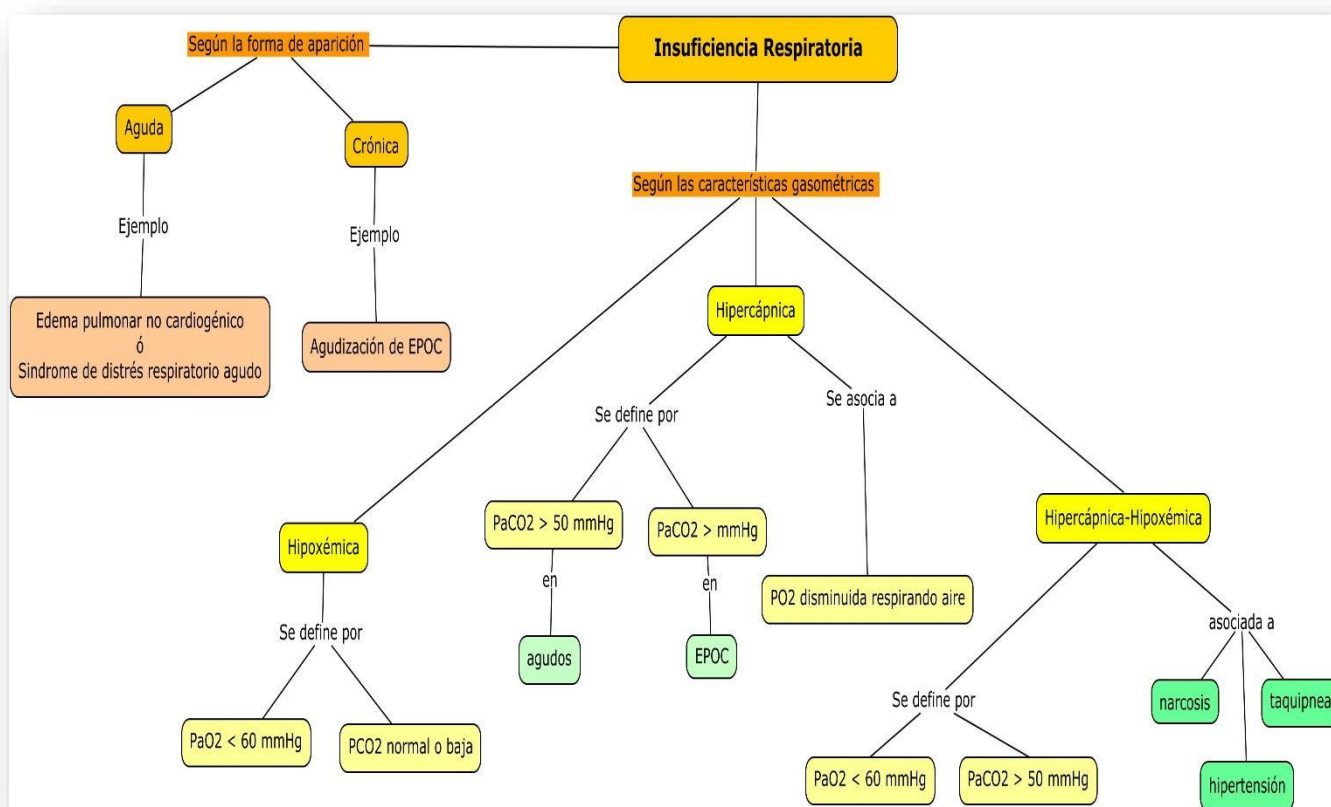 Insuficiencia Respiratoria
Según la forma de aparición
Aguda
Crónica
Ejemplo
Ejemplo
Edema pulmonar no cardiogénico
ó
Sindrome de distrés respiratorio agudo
Agudización de EPOC
Según las características gasométricas
Hipercápnica
Se define por
Se asocia a
PaCO2 > 50 mmHg
PaCO2 > mmHg
en
en
agudos
EPOC
PO2 disminuida respirando aire
Hipoxémica
Se define por
PaO2 < 60 mmHg
PCO2 normal o baja
Hipercápnica-Hipoxémica
Se define por
asociada a
PaO2 < 60 mmHg
PaCO2 > 50 mmHg
narcosis
taquipnea
hipertensión